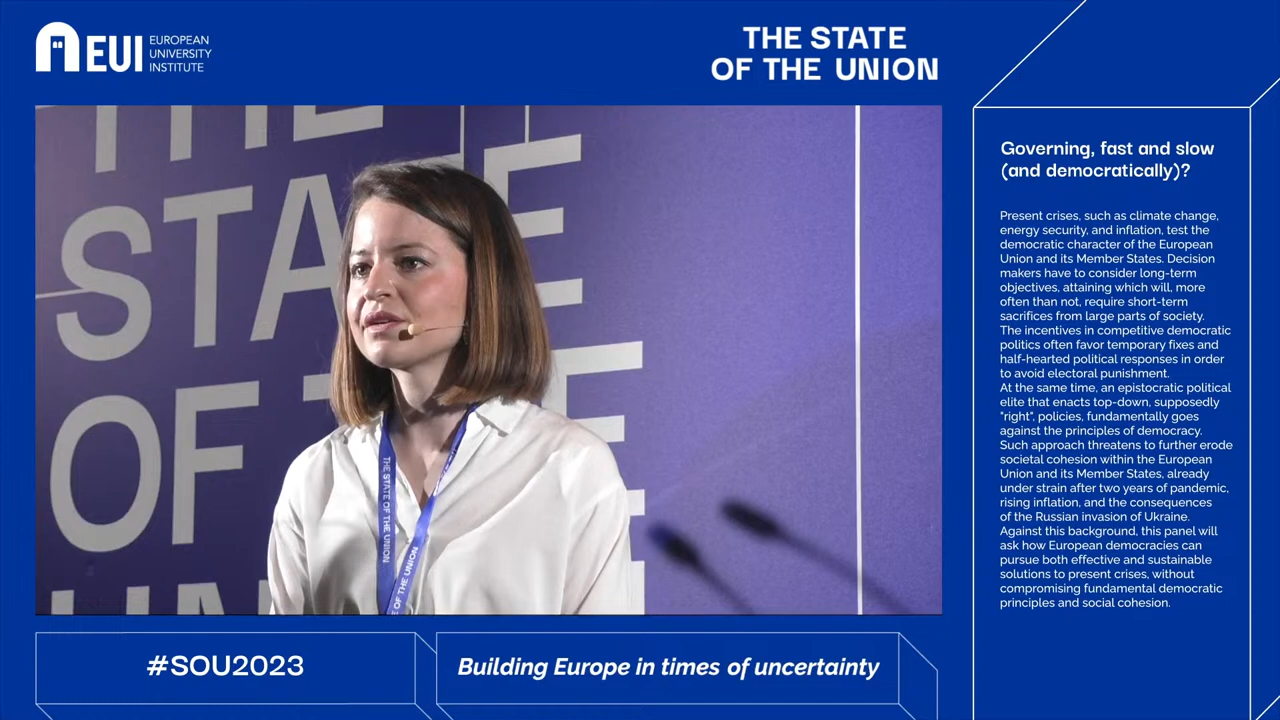 EUI
EUROPEAN
UNIVERSITY
INSTITUTE
THE STATE
OF THE UNION
THE
STATE
OF THE
UN
THE STATE OF THE UNION
E OF THE UNION
Governing, fast and slow
(and democratically)?
Present crises, such as climate change,
energy security, and inflation, test the
democratic character of the European
Union and its Member States. Decision
makers have to consider long-term
objectives, attaining which will, more
often than not, require short-term
sacrifices from large parts of society.
The incentives in competitive democratic
politics often favor temporary fixes and
half-hearted political responses in order
to avoid electoral punishment.
At the same time, an epistocratic political
elite that enacts top-down, supposedly
"right", policies, fundamentally goes
against the principles of democracy.
Such approach threatens to further erode
societal cohesion within the European
Union and its Member States, already
under strain after two years of pandemic,
rising inflation, and the consequences
of the Russian invasion of Ukraine.
Against this background, this panel will
ask how European democracies can
pursue both effective and sustainable
solutions to present crises, without
compromising fundamental democratic
principles and social cohesion.
#SOU2023
Building Europe in times of uncertainty